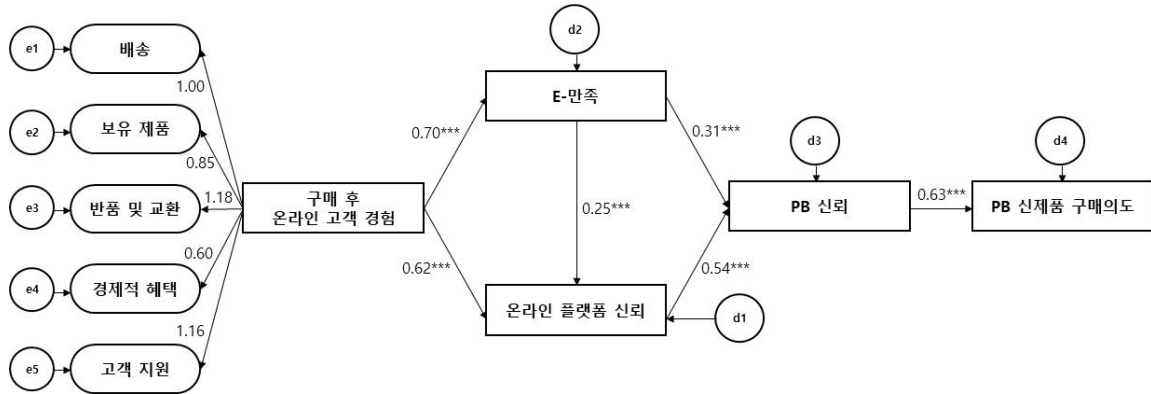 d2
e1
배송
E-만족
1.00
e2
보유 제품
0.70***
0.31***
d3
d4
0.85
e3
반품 및 교환
1.18
구매 후
온라인 고객 경험
0.25***
PB 신뢰
0.63***
PB 신제품 구매의도
0.60
0.62***
0.54***
e4
경제적 혜택
온라인 플랫폼 신뢰
d1
1.16
e5
고객 지원